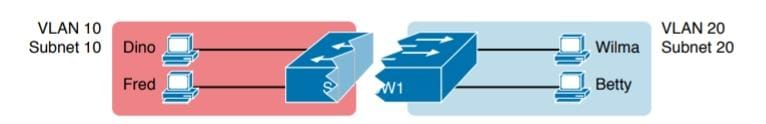 VLAN 10
Subnet 10
Dino
Fred
S
W1
Wilma
Betty
VLAN 20
Subnet 20